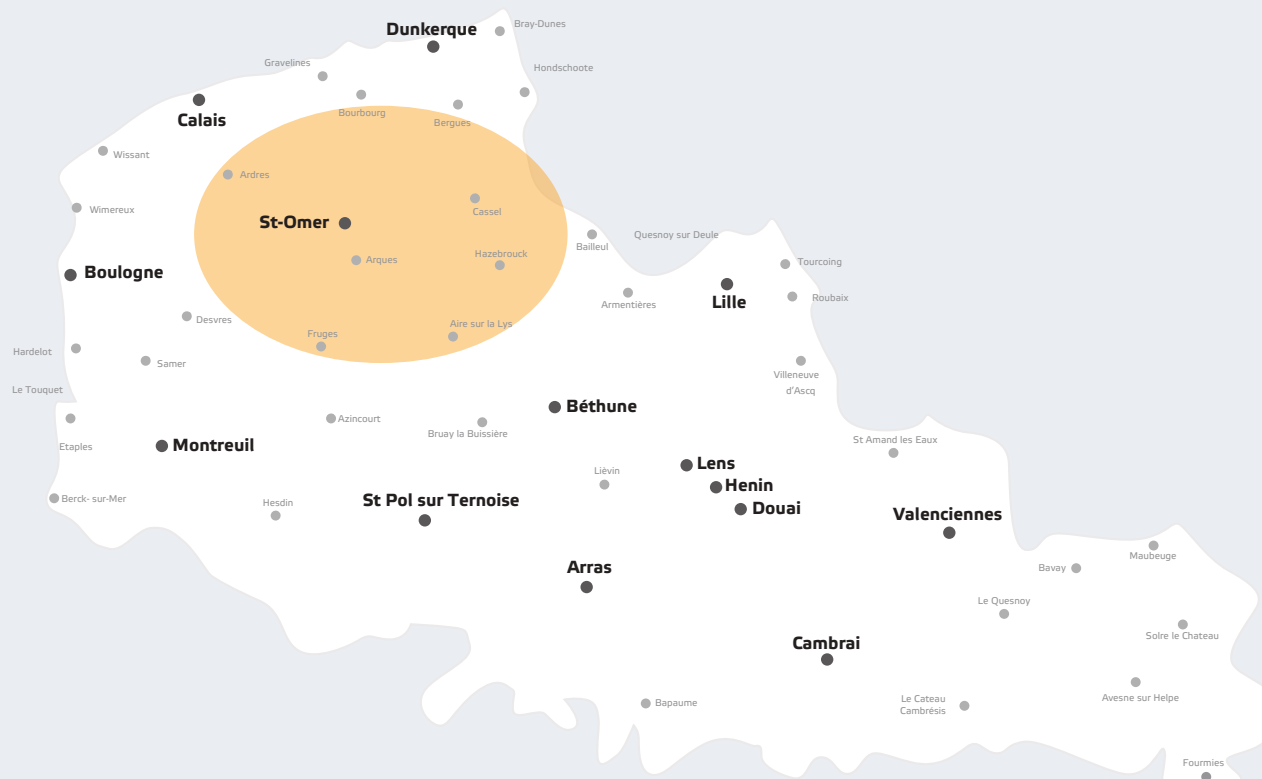 Bray-Dunes
Dunkerque
Gravelines
Hondschoote
Bourbourg
Calais
Bergues
Wissant
Ardres
Wimereux
Cassel
St-Omer
Quesnoy sur Deule
Bailleul
Hazebrouck
Arques
Tourcoing
Boulogne
Roubaix
Lille
Armentières
Desvres
Aire sur la Lys
Fruges
Hardelot
Samer
Villeneuve
d'Ascq
Le Touquet
Béthune
Azincourt
Bruay la Buissière
St Amand les Eaux
Etaples
Montreuil
Lens
Lièvin
Henin
Berck- sur-Mer
Hesdin
St Pol sur Ternoise
Douai
Valenciennes
Maubeuge
Arras
Bavay
Le Quesnoy
Solre le Chateau
Cambrai
Avesne sur Helpe
Bapaume
Le Cateau
Cambrésis
Fourmies